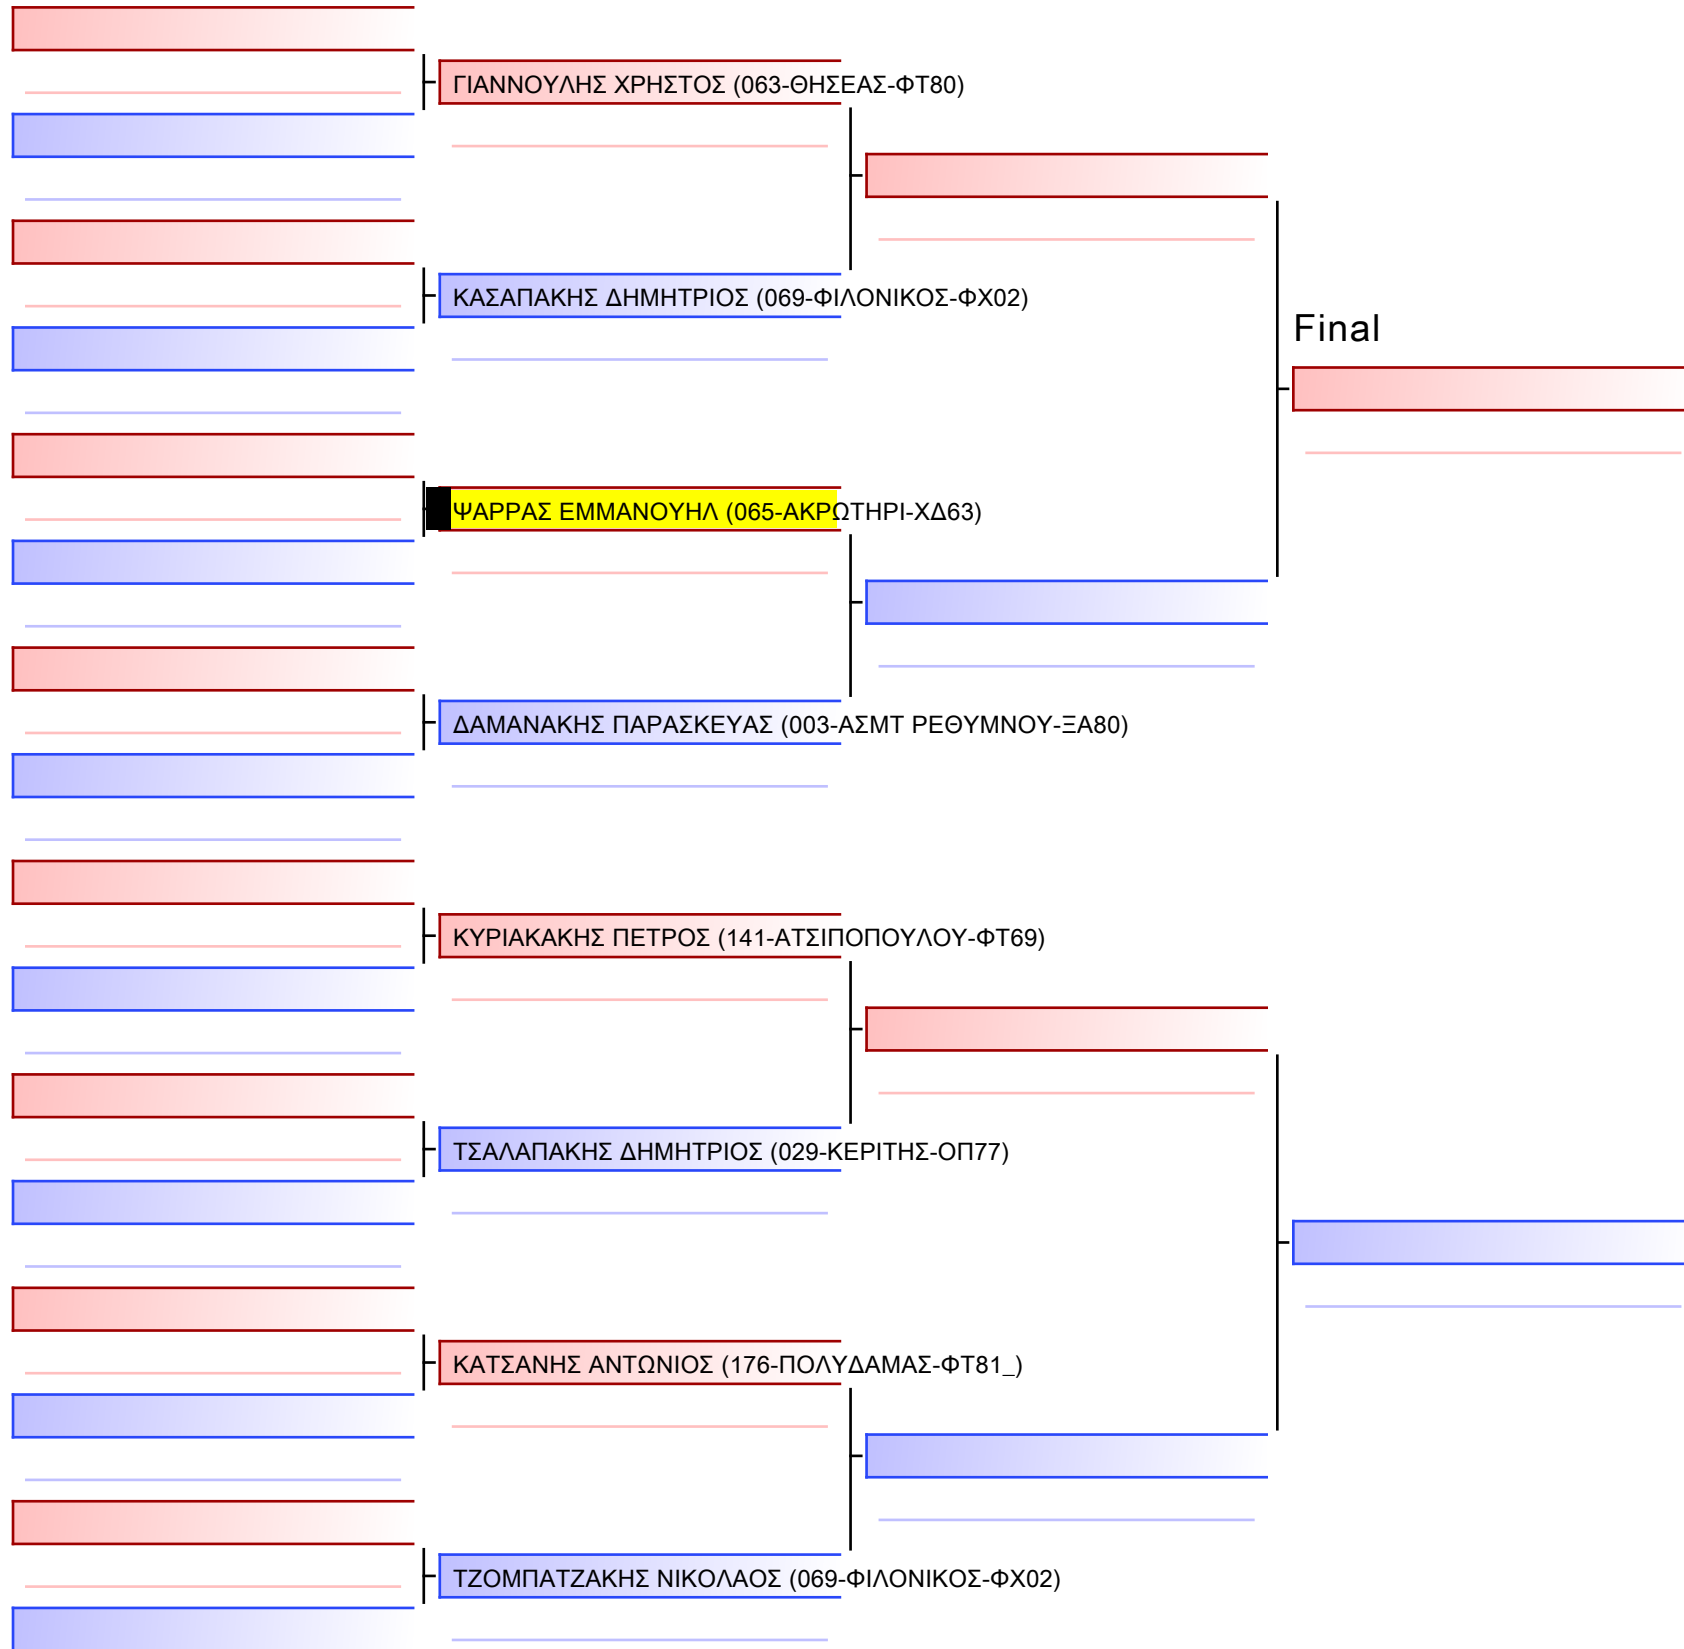 ΓΙΑΝΝΟΥΛΗΣ ΧΡΗΣΤΟΣ (063-ΘΗΣΕΑΣ-ΦΤ80)
ΚΑΣΑΠΑΚΗΣ ΔΗΜΗΤΡΙΟΣ (069-ΦΙΛΟΝΙΚΟΣ-ΦΧ02)
Final
ΨΑΡΡΑΣ ΕΜΜΑΝΟΥΗΛ (065-ΑΚΡΩΤΗΡΙ-ΧΔ63)
ΔΑΜΑΝΑΚΗΣ ΠΑΡΑΣΚΕΥΑΣ (003-ΑΣΜΤ ΡΕΘΥΜΝΟΥ-ΞΑ80)
ΚΥΡΙΑΚΑΚΗΣ ΠΕΤΡΟΣ (141-ΑΤΣΙΠΟΠΟΥΛΟΥ-ΦΤ69)
ΤΣΑΛΑΠΑΚΗΣ ΔΗΜΗΤΡΙΟΣ (029-ΚΕΡΙΤΗΣ-ΟΠ77)
ΚΑΤΣΑΝΗΣ ΑΝΤΩΝΙΟΣ (176-ΠΟΛΥΔΑΜΑΣ-ΦΤ81_)
ΤΖΟΜΠΑΤΖΑΚΗΣ ΝΙΚΟΛΑΟΣ (069-ΦΙΛΟΝΙΚΟΣ-ΦΧ02)